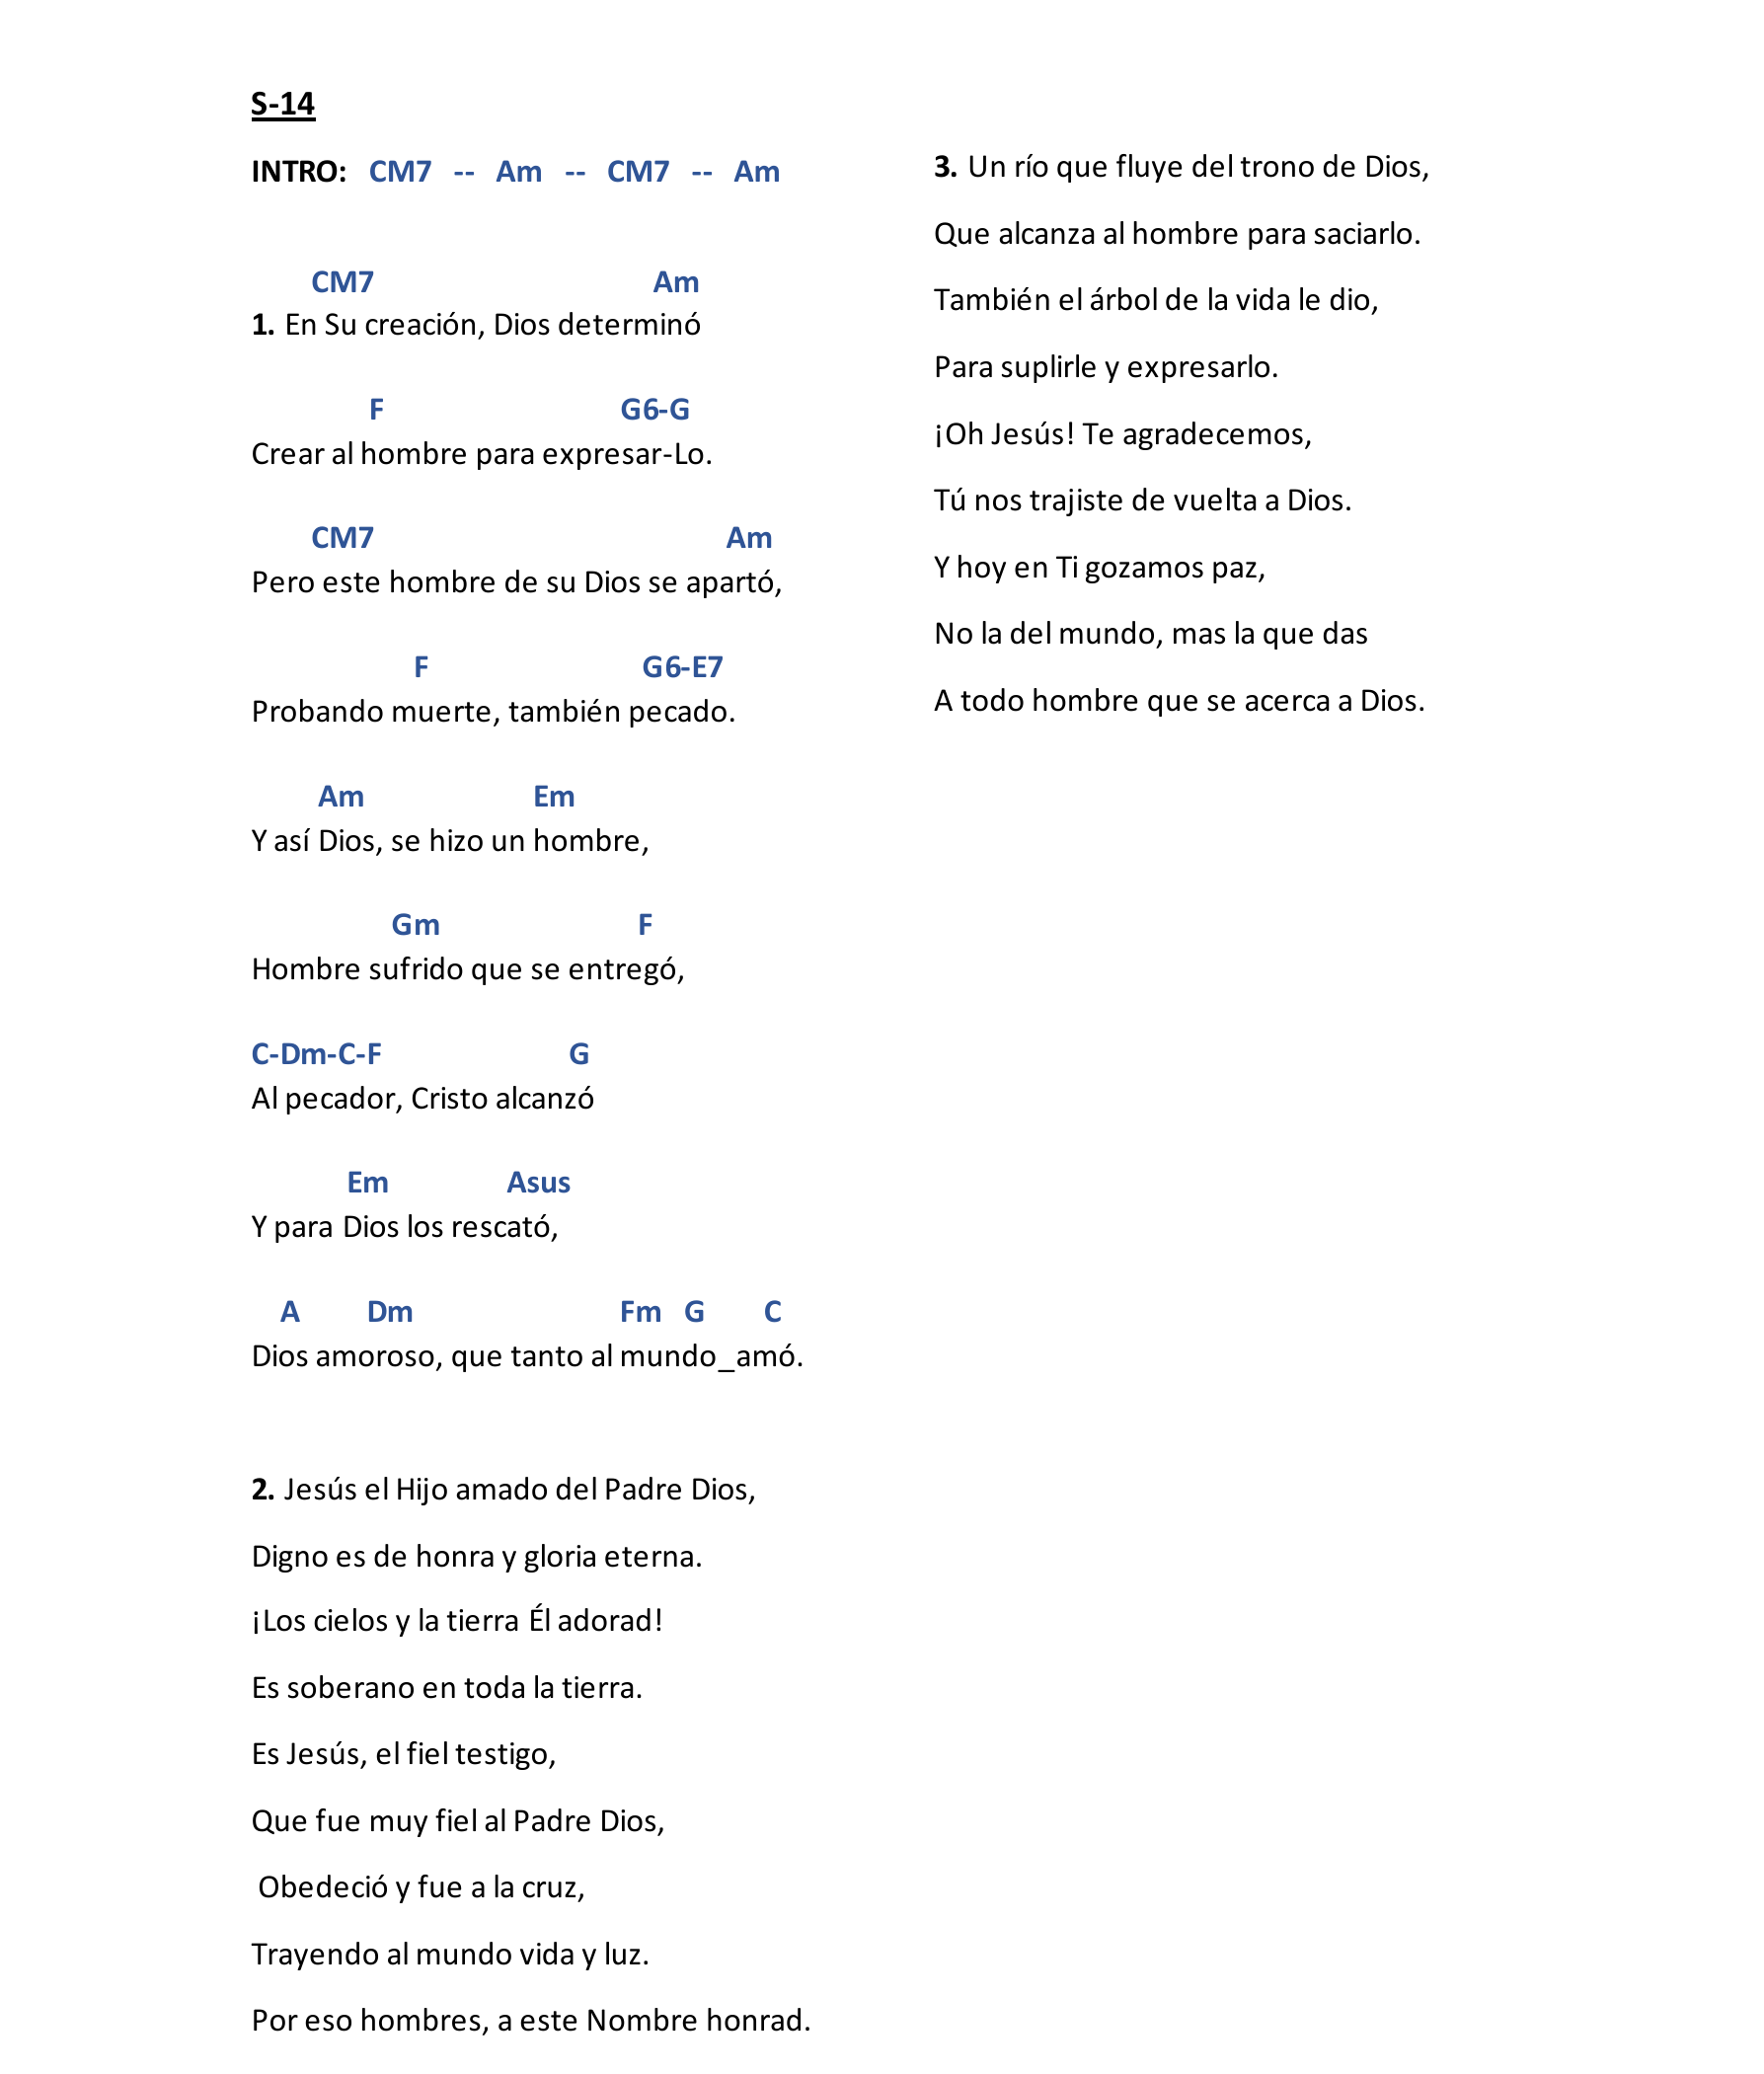 S-14
INTRO: CM7 -- Am -- CM7 -- Am
CM7 Am
1. En Su creación, Dios determinó
F G6-G
Crear al hombre para expresar-Lo.
CM7 Am
Pero este hombre de su Dios se apartó,
F G6-E7
Probando muerte, también pecado.
Am Em
Y así Dios, se hizo un hombre,
Gm F
Hombre sufrido que se entregó,
C-Dm-C-F G
Al pecador, Cristo alcanzó
Em Asus
Y para Dios los rescató,
A Dm Fm G C
Dios amoroso, que tanto al mundo_amó.
2. Jesús el Hijo amado del Padre Dios,
Digno es de honra y gloria eterna.
¡Los cielos y la tierra Él adorad!
Es soberano en toda la tierra.
Es Jesús, el fiel testigo,
Que fue muy fiel al Padre Dios,
Obedeció y fue a la cruz,
Trayendo al mundo vida y luz.
Por eso hombres, a este Nombre honrad.
3. Un río que fluye del trono de Dios,
Que alcanza al hombre para saciarlo.
También el árbol de la vida le dio,
Para suplirle y expresarlo.
¡Oh Jesús! Te agradecemos,
Tú nos trajiste de vuelta a Dios.
Y hoy en Ti gozamos paz,
No la del mundo, mas la que das
A todo hombre que se acerca a Dios.